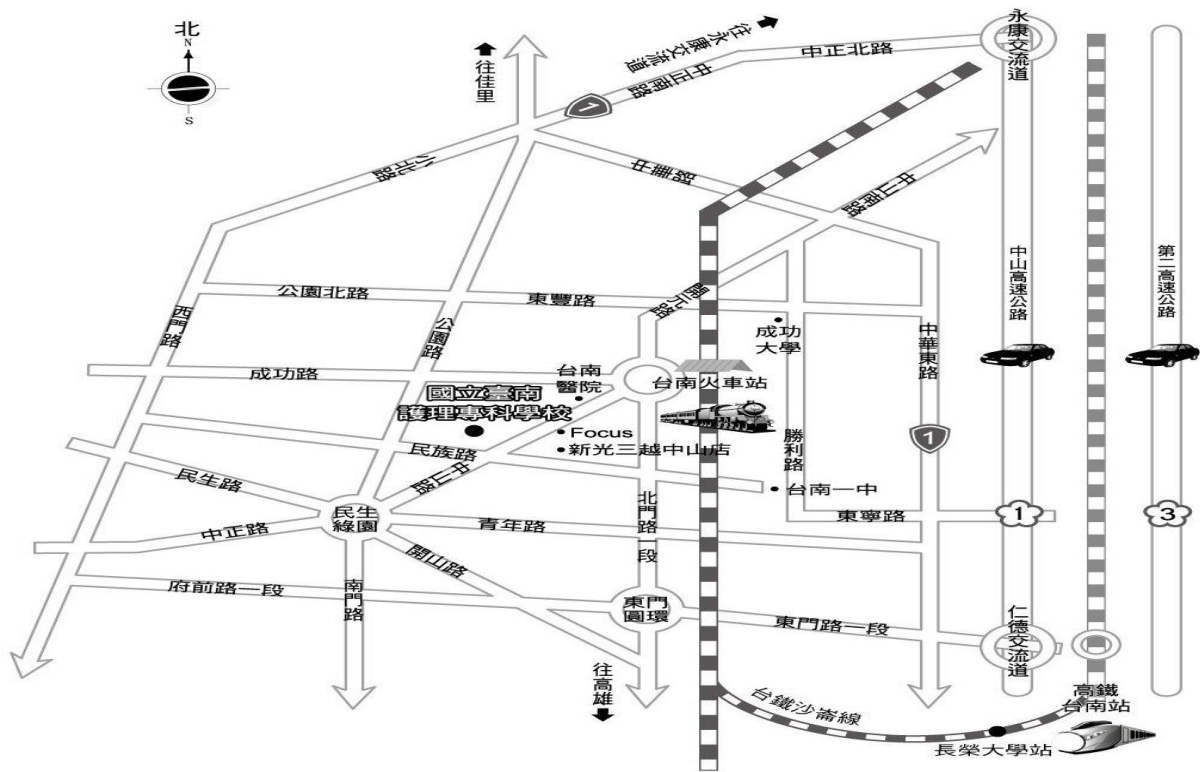 北
N
S
往佳里
往永康交流道
中正南路
1
中正北路
永康交流道
公北路
中華路
中山南路
公園北路
東豐路
開元路
成功
大學
中山高速公路
第二高速公路
西門路
公園路
成功路
台南
醫院
台南火車站
中華東路
國立臺南
護理專科學校
Focus
新光三越中山店
民族路
中山路
勝利路
1
台南一中
民生路
中正路
民生
綠園
青年路
北門路一段
東寧路
1
3
開山路
府前路一段
南門路
東門
圓環
東門路一段
仁德交流道
往高雄
台鐵沙崙線
高鐵
台南站
長榮大學站